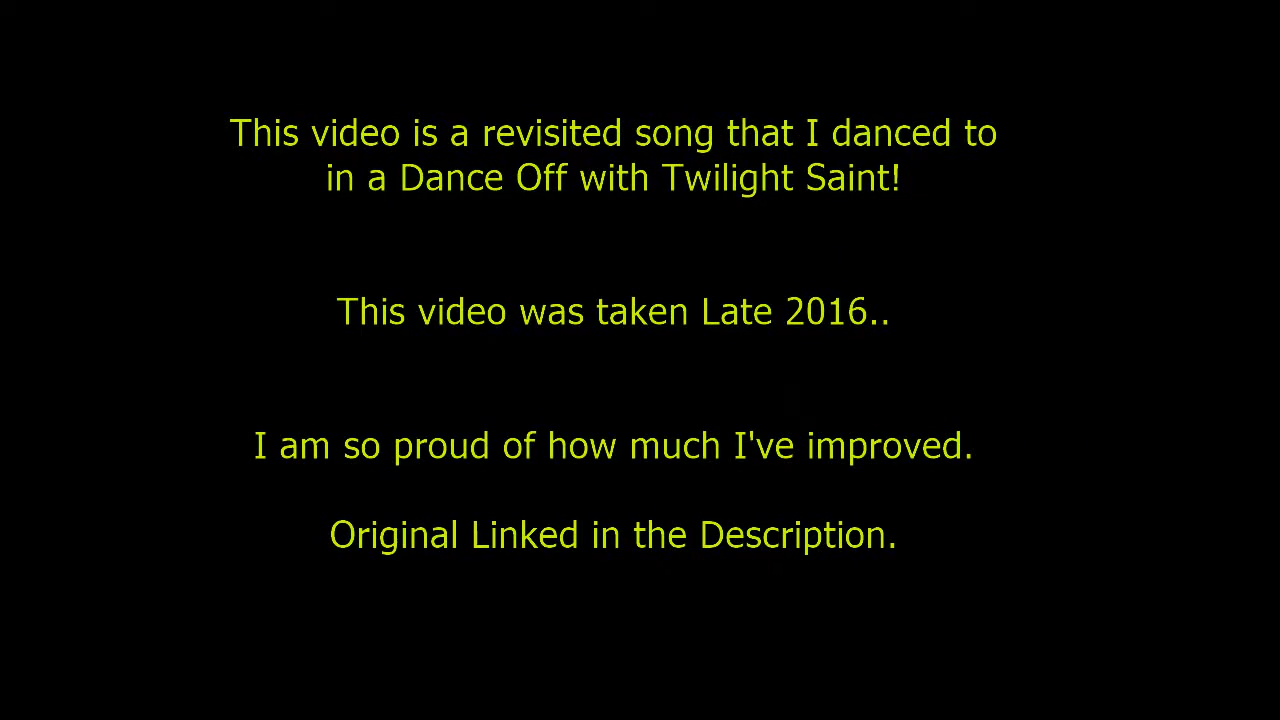 This video is a revisited song that I danced to
in a Dance Off with Twilight Saint!
This video was taken Late 2016..
I am so proud of how much I've improved.
Original Linked in the Description.